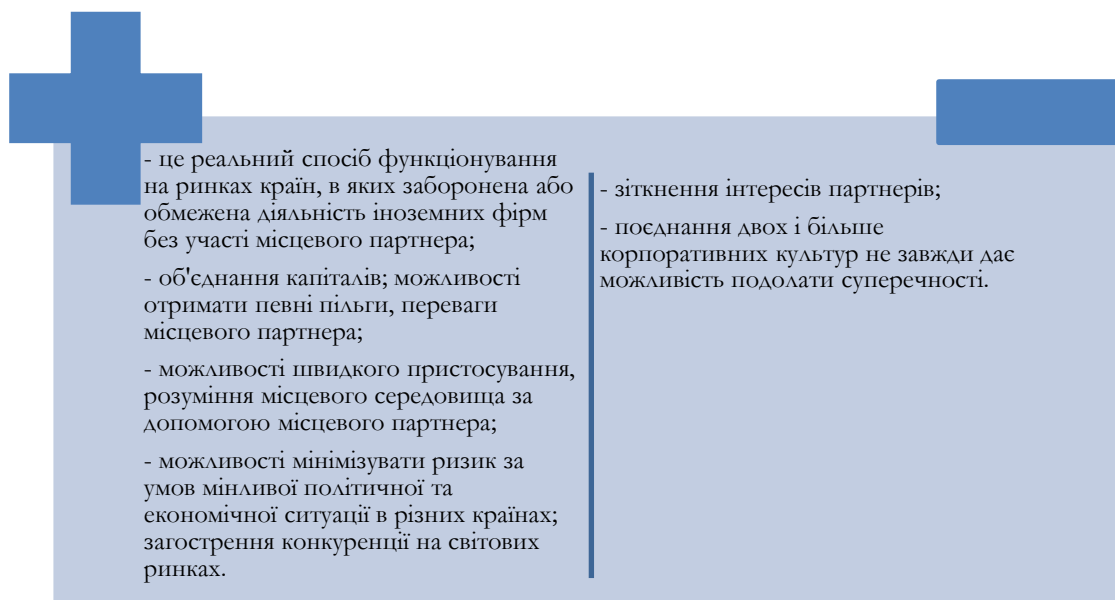 - це реальний спосіб функціонування
на ринках країн, в яких заборонена або
обмежена діяльність іноземних фірм
без участі місцевого партнера;
- об'єднання капіталів; можливості
отримати певні пільги, переваги
місцевого партнера;
- можливості швидкого пристосування,
розуміння місцевого середовища за
допомогою місцевого партнера;
- можливості мінімізувати ризик за
умов мінливої політичної та
економічної ситуації в різних країнах;
загострення конкуренції на світових
ринках.
- зіткнення інтересів партнерів;
- поєднання двох і більше
корпоративних культур не завжди дає
можливість подолати суперечності.